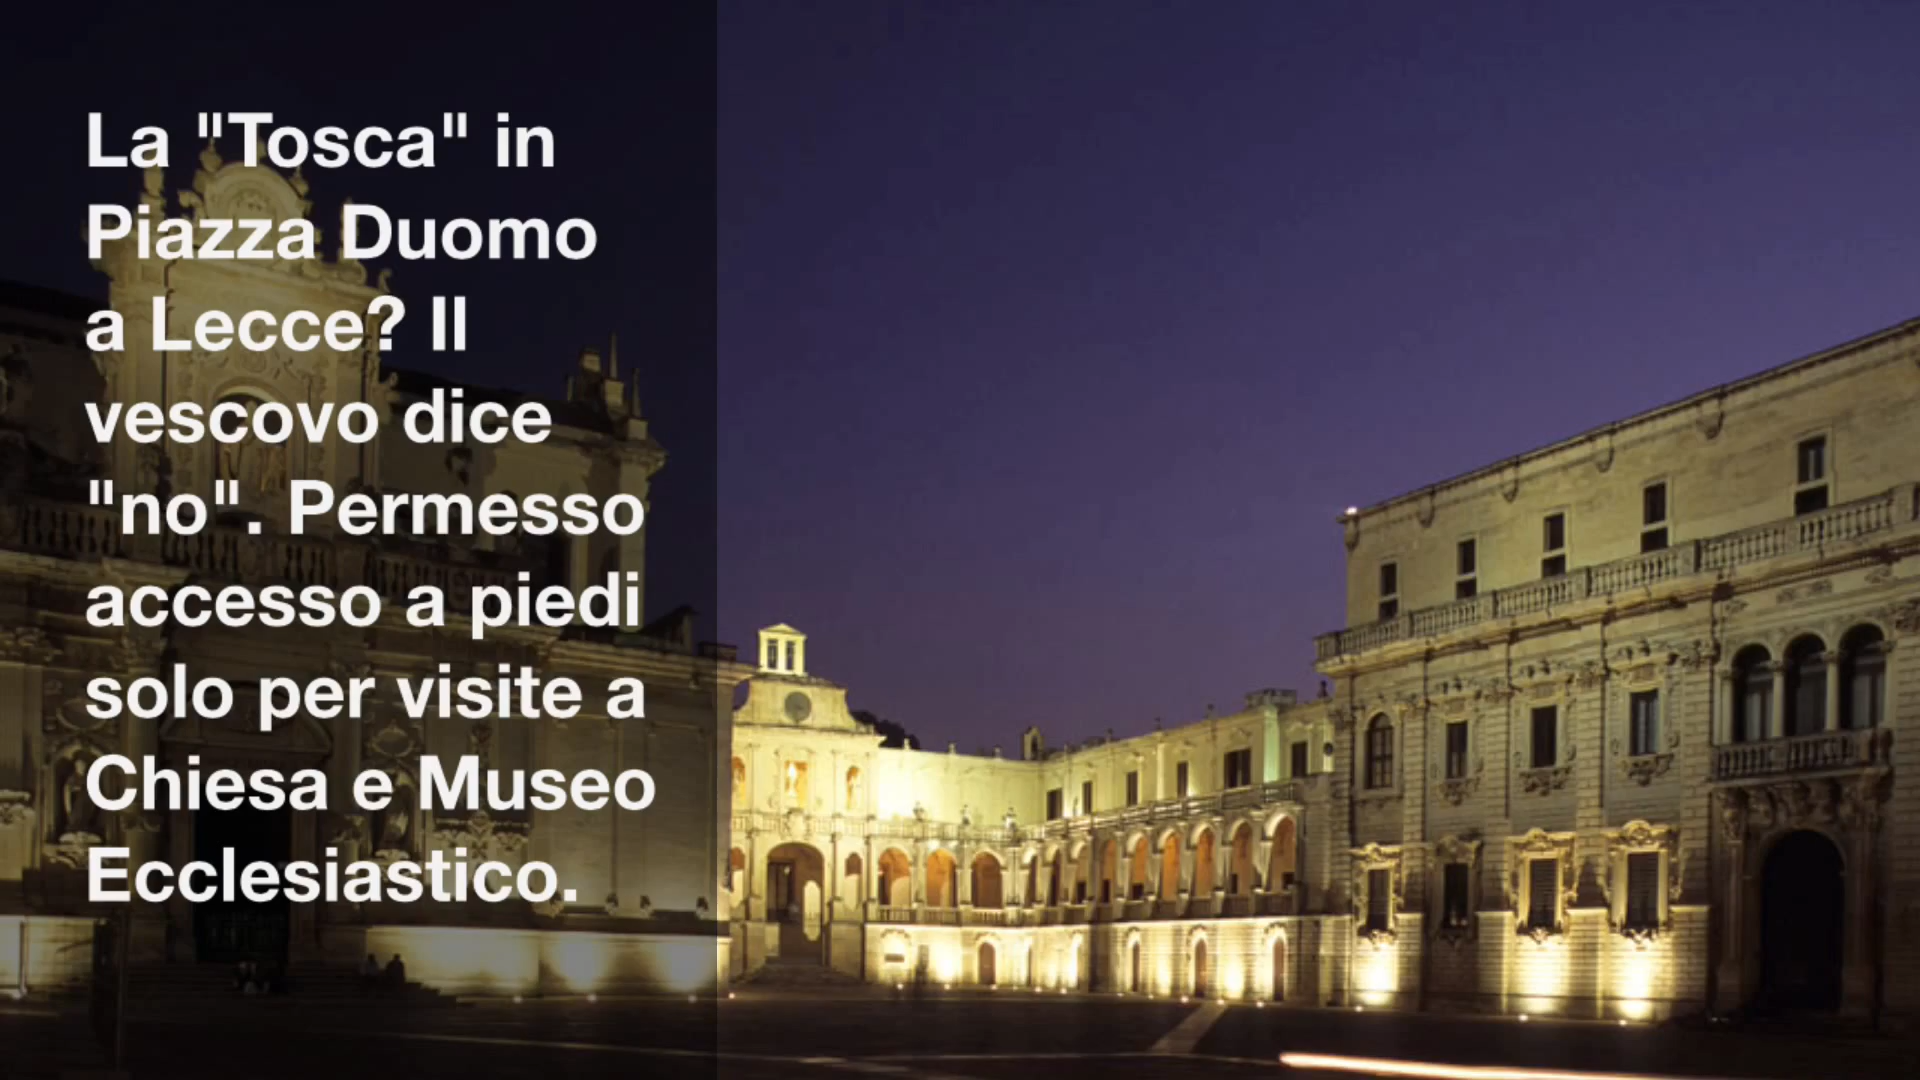 La "Tosca" in
Piazza Duomo
a Lecce? Il
vescovo dice
"no". Permesso
accesso a piedi
solo per visite a
Chiesa e Museo
Ecclesiastico.